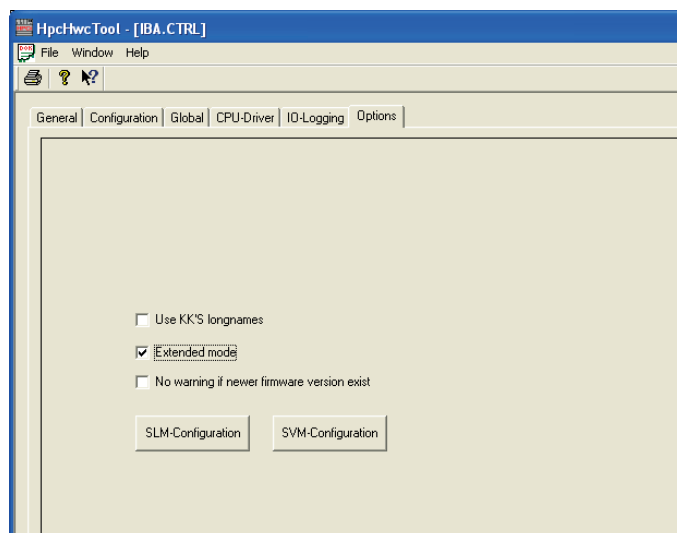 HpcHwcTool - [IBA.CTRL]
File Window Help
General Configuration Global CPU-Driver IO-Logging Options
Use KK'S longnames
Extended mode
No warning if newer firmware version exist
SLM-Configuration SVM-Configuration